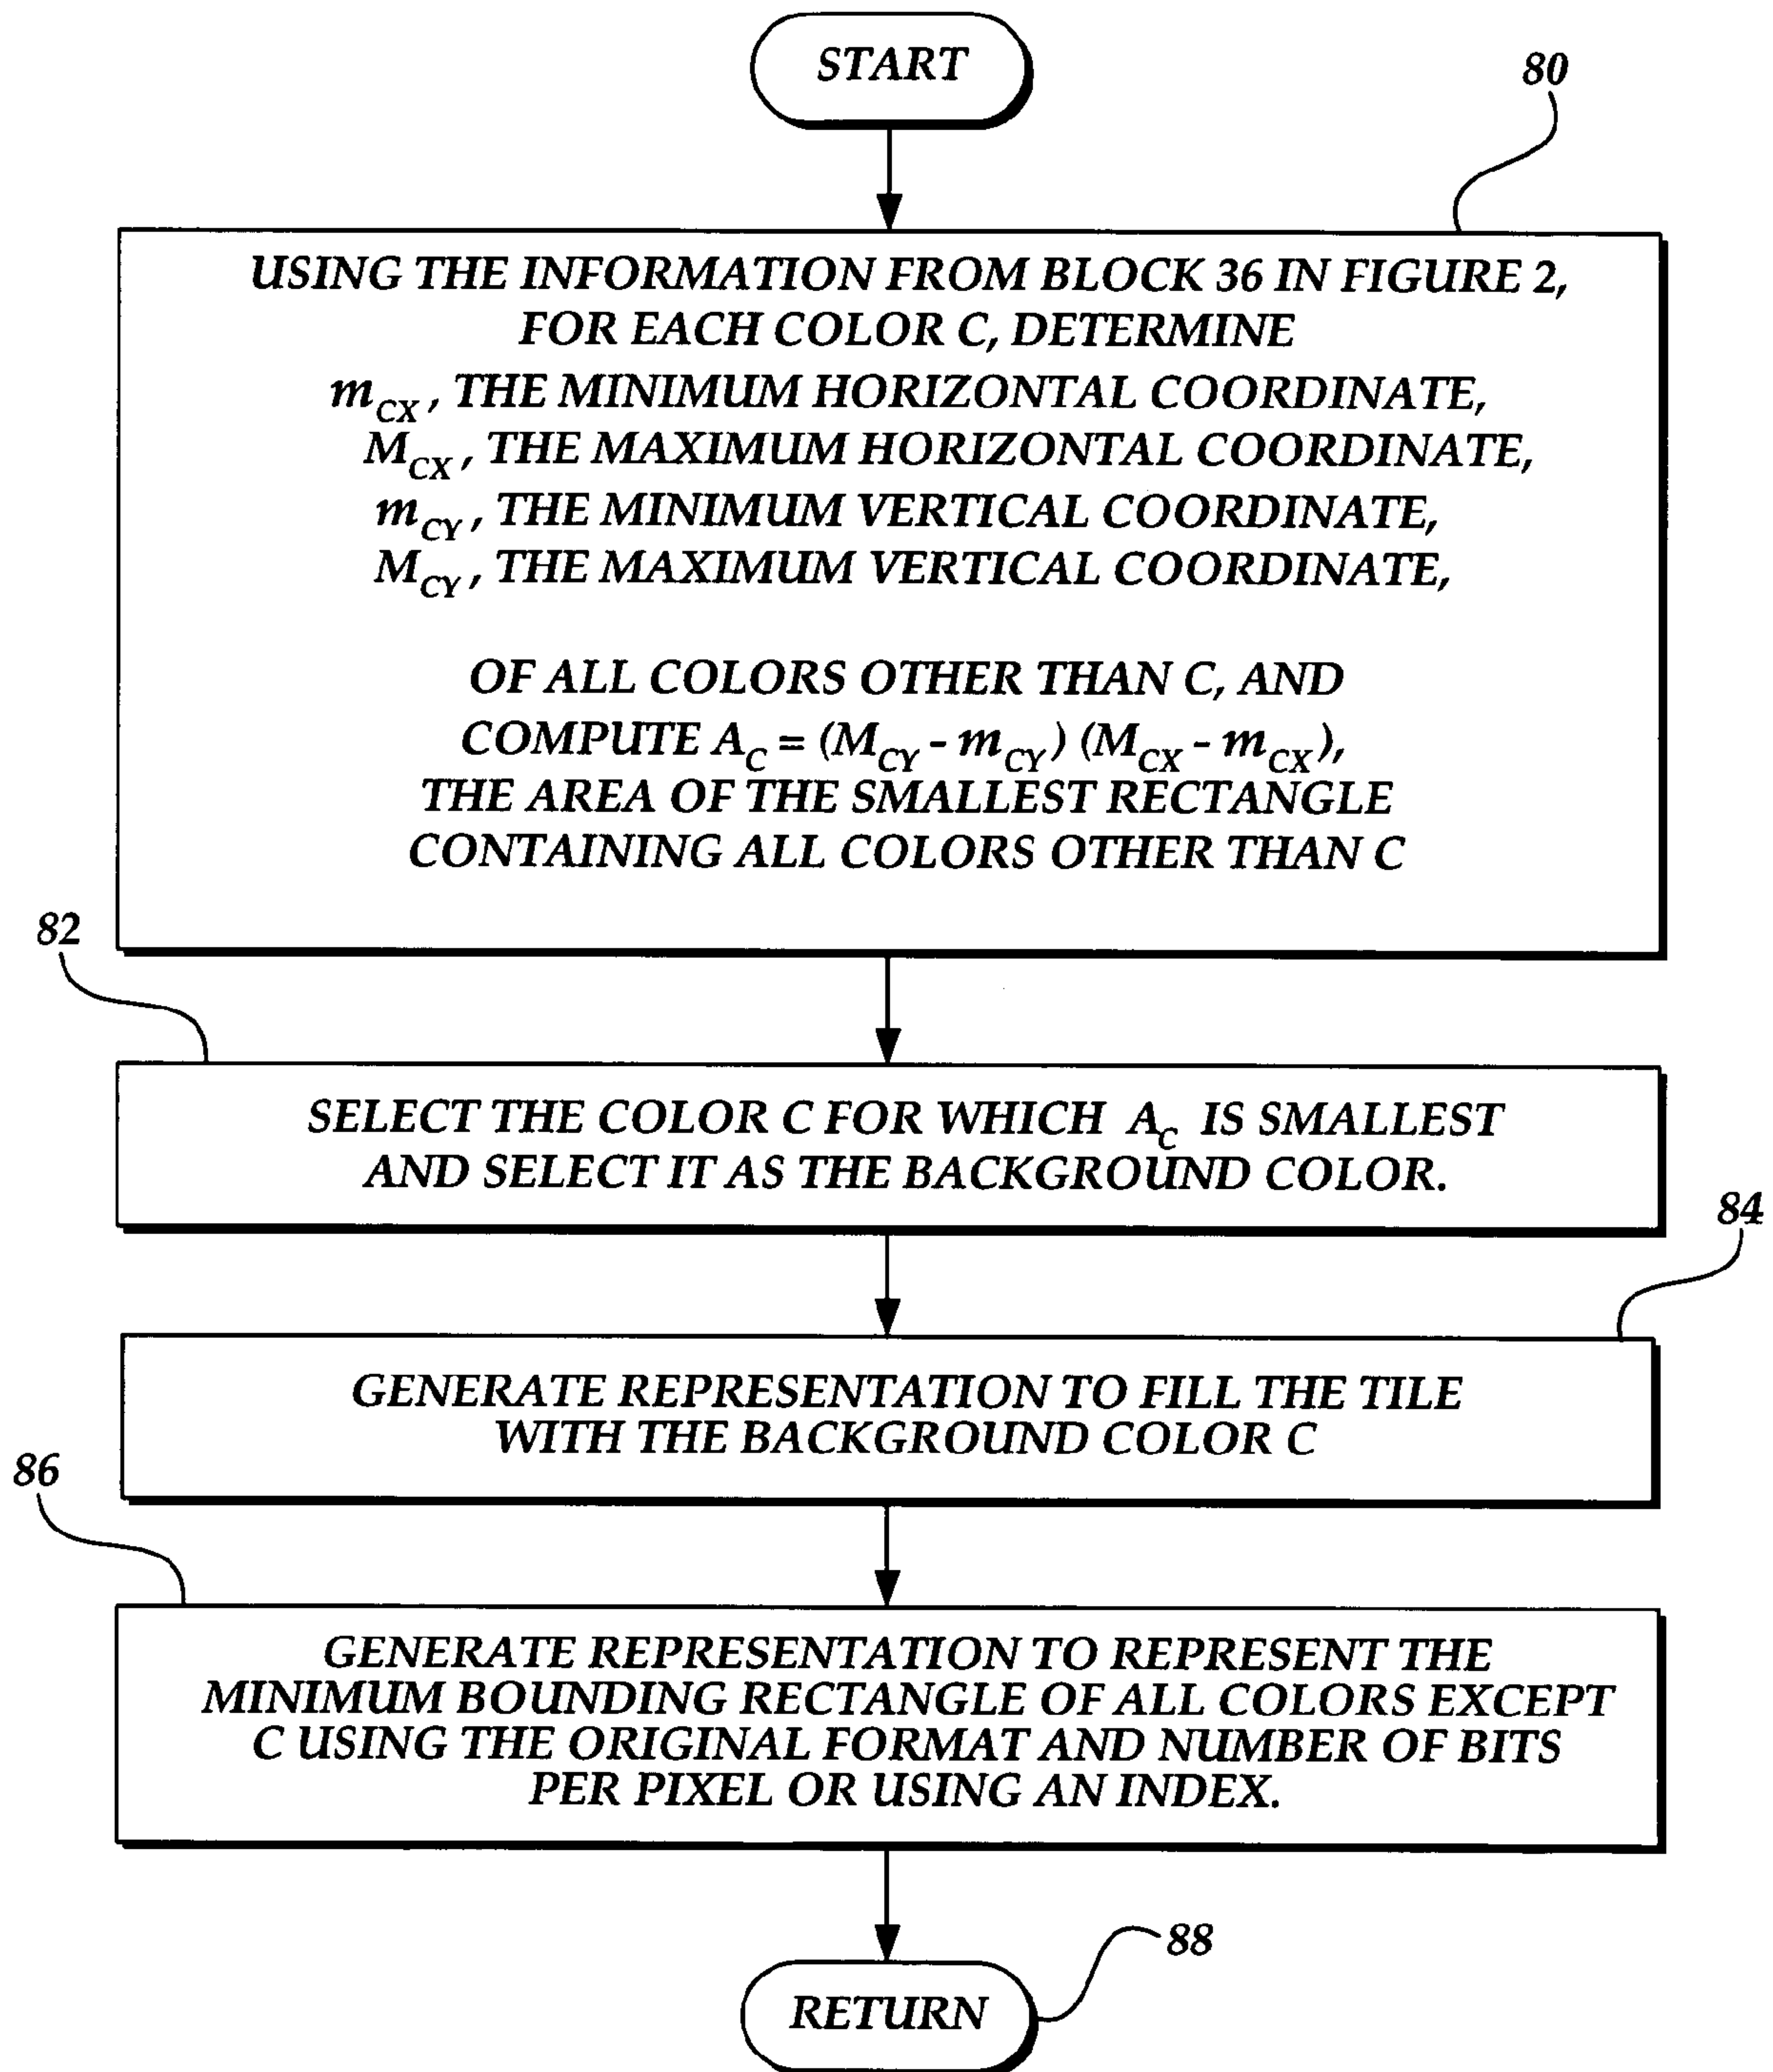 START
80
USING THE INFORMATION FROM BLOCK 36 IN FIGURE 2,
FOR EACH COLOR C, DETERMINE
m_CX, THE MINIMUM HORIZONTAL COORDINATE,
M_CX, THE MAXIMUM HORIZONTAL COORDINATE,
m_CY, THE MINIMUM VERTICAL COORDINATE,
M_CY, THE MAXIMUM VERTICAL COORDINATE,
OF ALL COLORS OTHER THAN C, AND
COMPUTE A_C = (M_CY - m_CY) (M_CX - m_CX),
THE AREA OF THE SMALLEST RECTANGLE
CONTAINING ALL COLORS OTHER THAN C
82
SELECT THE COLOR C FOR WHICH A_C IS SMALLEST
AND SELECT IT AS THE BACKGROUND COLOR.
84
GENERATE REPRESENTATION TO FILL THE TILE
WITH THE BACKGROUND COLOR C
86
GENERATE REPRESENTATION TO REPRESENT THE
MINIMUM BOUNDING RECTANGLE OF ALL COLORS EXCEPT
C USING THE ORIGINAL FORMAT AND NUMBER OF BITS
PER PIXEL OR USING AN INDEX.
88
RETURN